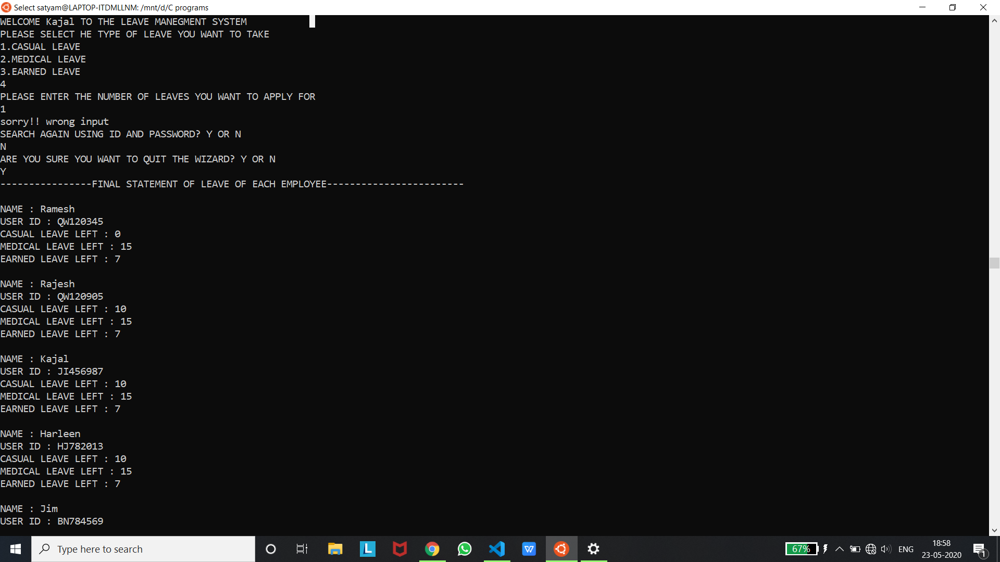 Select satyam@LAPTOP-ITDMLLNM: /mnt/d/C programs
WELCOME Kajal TO THE LEAVE MANEGMENT SYSTEM
PLEASE SELECT HE TYPE OF LEAVE YOU WANT TO TAKE
1.CASUAL LEAVE
2.MEDICAL LEAVE
3.EARNED LEAVE
4
PLEASE ENTER THE NUMBER OF LEAVES YOU WANT TO APPLY FOR
1
sorry!! wrong input
SEARCH AGAIN USING ID AND PASSWORD? Y OR N
N
ARE YOU SURE YOU WANT TO QUIT THE WIZARD? Y OR N
Y
----------------FINAL STATEMENT OF LEAVE OF EACH EMPLOYEE------------------------
NAME : Ramesh
USER ID : QW120345
CASUAL LEAVE LEFT : 0
MEDICAL LEAVE LEFT : 15
EARNED LEAVE LEFT : 7
NAME : Rajesh
USER ID : QW120905
CASUAL LEAVE LEFT : 10
MEDICAL LEAVE LEFT : 15
EARNED LEAVE LEFT : 7
NAME : Kajal
USER ID : JI456987
CASUAL LEAVE LEFT : 10
MEDICAL LEAVE LEFT : 15
EARNED LEAVE LEFT : 7
NAME : Harleen
USER ID : HJ782013
CASUAL LEAVE LEFT : 10
MEDICAL LEAVE LEFT : 15
EARNED LEAVE LEFT : 7
NAME : Jim
USER ID : BN784569
Type here to search
L
W
67%
ENG
18:58
23-05-2020
1